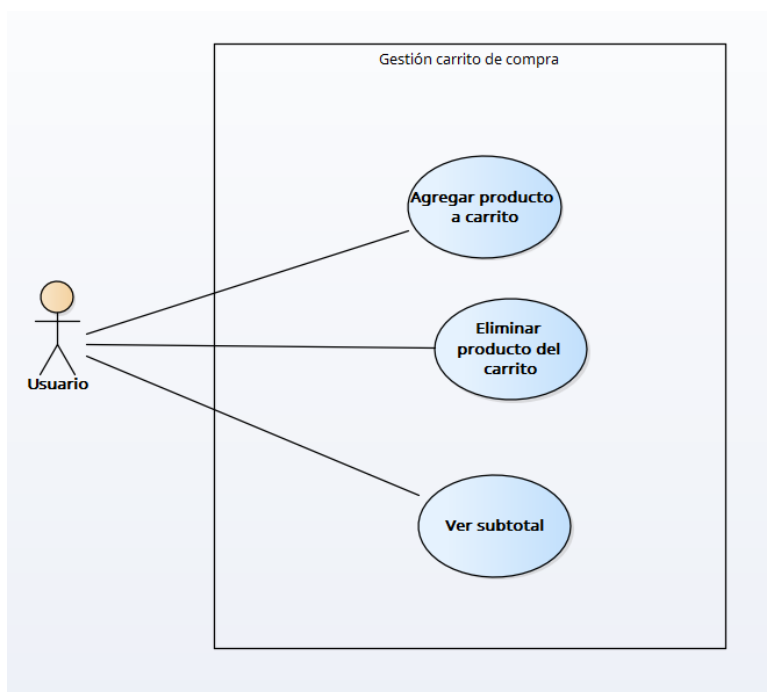 Gestión carrito de compra
Agregar producto
a carrito
Eliminar
producto del
carrito
Usuario
Ver subtotal